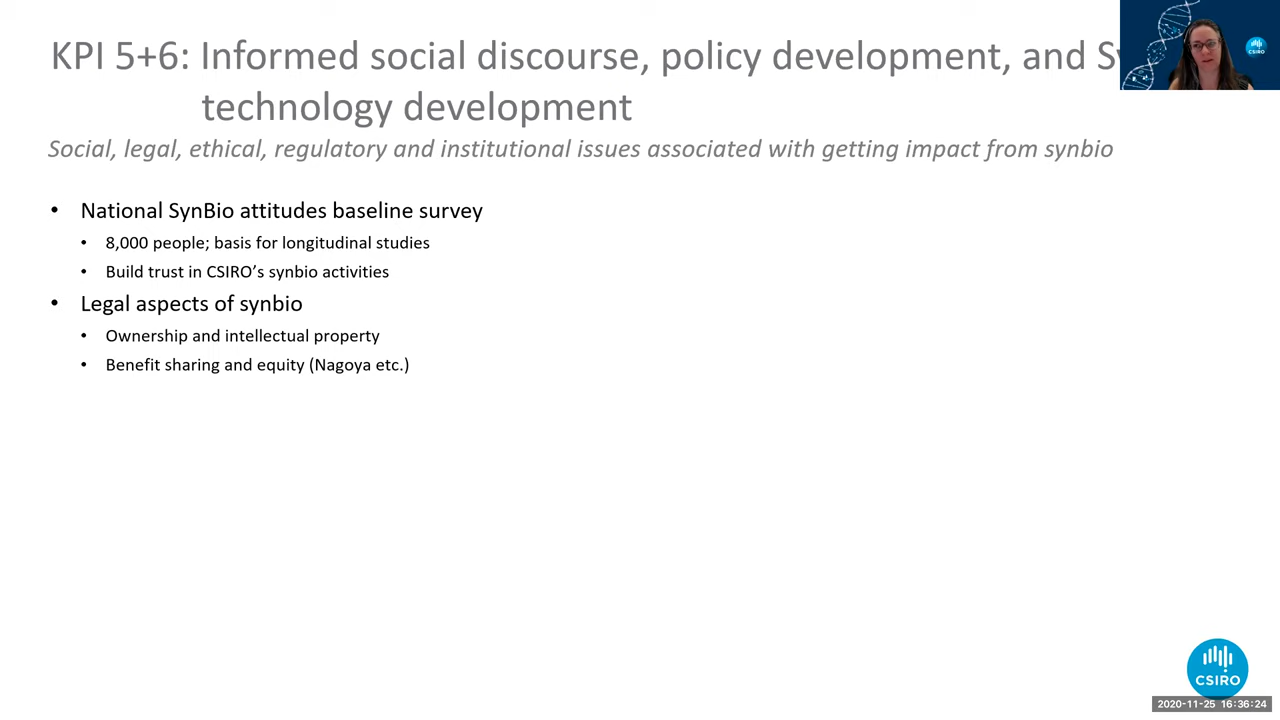 KPI 5+6: Informed social discourse, policy development, and
technology development
Social, legal, ethical, regulatory and institutional issues associated with getting impact from synbio
• National SynBio attitudes baseline survey
• 8,000 people; basis for longitudinal studies
• Build trust in CSIRO’s synbio activities
• Legal aspects of synbio
• Ownership and intellectual property
• Benefit sharing and equity (Nagoya etc.)
CSIRO
CSIRO
2020-11-25 16:36:24